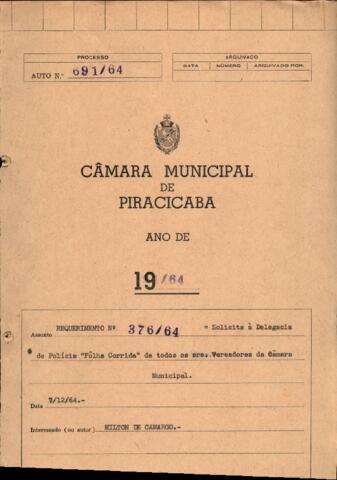 PROCESSO
AUTO N.º 691/64
ARQUIVADO
DATA NÚMERO ARQUIVADO POR:
CÂMARA MUNICIPAL
DE
PIRACICABA
ANO DE
19/64
Assunto REQUERIMENTO Nº 376/64 - Solicita à Delegacia
de Polícia "Fôlha Corrida" de todos os srs. Vereadores da Câmara
Municipal.
Data 7/12/64.-
Interessado (ou autor) MILTON DE CAMARGO.-